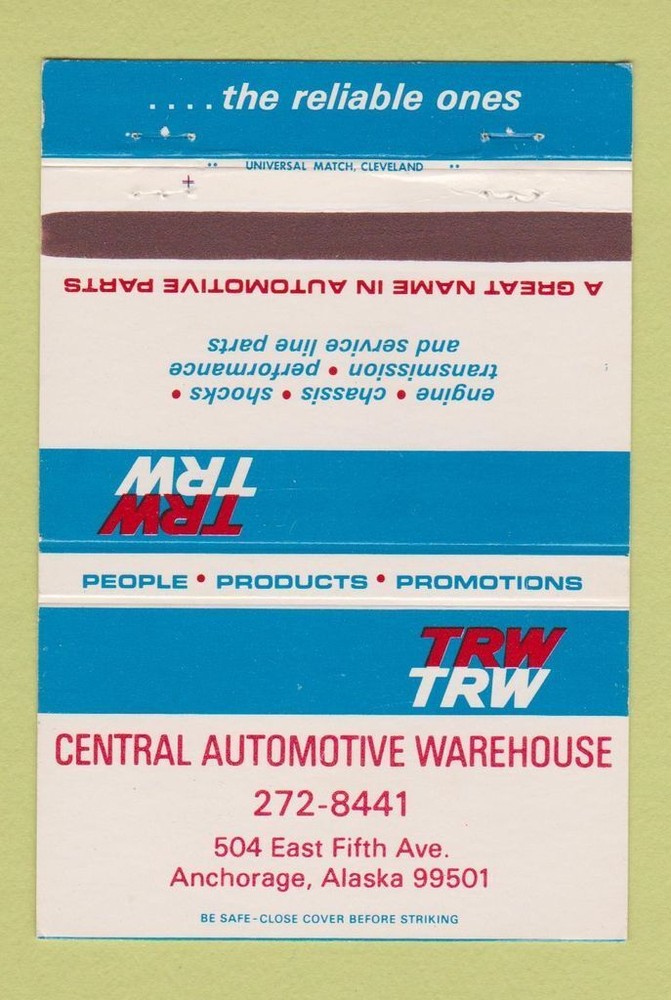 ....the reliable ones
UNIVERSAL MATCH, CLEVELAND
A GREAT NAME IN AUTOMOTIVE PARTS
engine • chassis • shocks •
transmission • performance
and service line parts
TRW
TRW
PEOPLE • PRODUCTS • PROMOTIONS
TRW
TRW
CENTRAL AUTOMOTIVE WAREHOUSE
272-8441
504 East Fifth Ave.
Anchorage, Alaska 99501
BE SAFE-CLOSE COVER BEFORE STRIKING